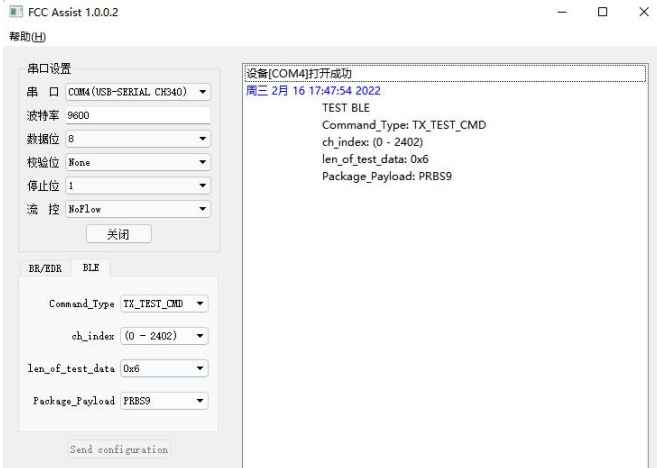 FCC Assist 1.0.0.2
帮助(H)
串口设置
串 口 COM4(USB-SERIAL CH340)
波特率 9600
数据位 8
校验位 None
停止位 1
流 控 NoFlow
关闭
BR/EDR BLE
Command_Type TX_TEST_CMD
ch_index (0 - 2402)
len_of_test_data 0x6
Package_Payload PRBS9
Send configuration
设备[COM4]打开成功
周三 2月 16 17:47:54 2022
TEST BLE
Command_Type: TX_TEST_CMD
ch_index: (0 - 2402)
len_of_test_data: 0x6
Package_Payload: PRBS9